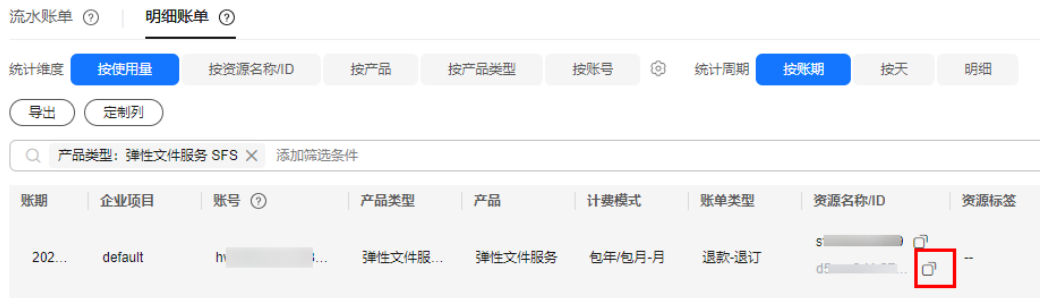 流水账单 ? 明细账单 ?
统计维度 按使用量 按资源名称/ID 按产品 按产品类型 按账号 统计周期 按账期 按天 明细
导出 定制列
产品类型：弹性文件服务 SFS 添加筛选条件
账期 企业项目 账号 ? 产品类型 产品 计费模式 账单类型 资源名称/ID 资源标签
202... default 弹性文件服... 弹性文件服务 包年/包月-月 退款-退订 --